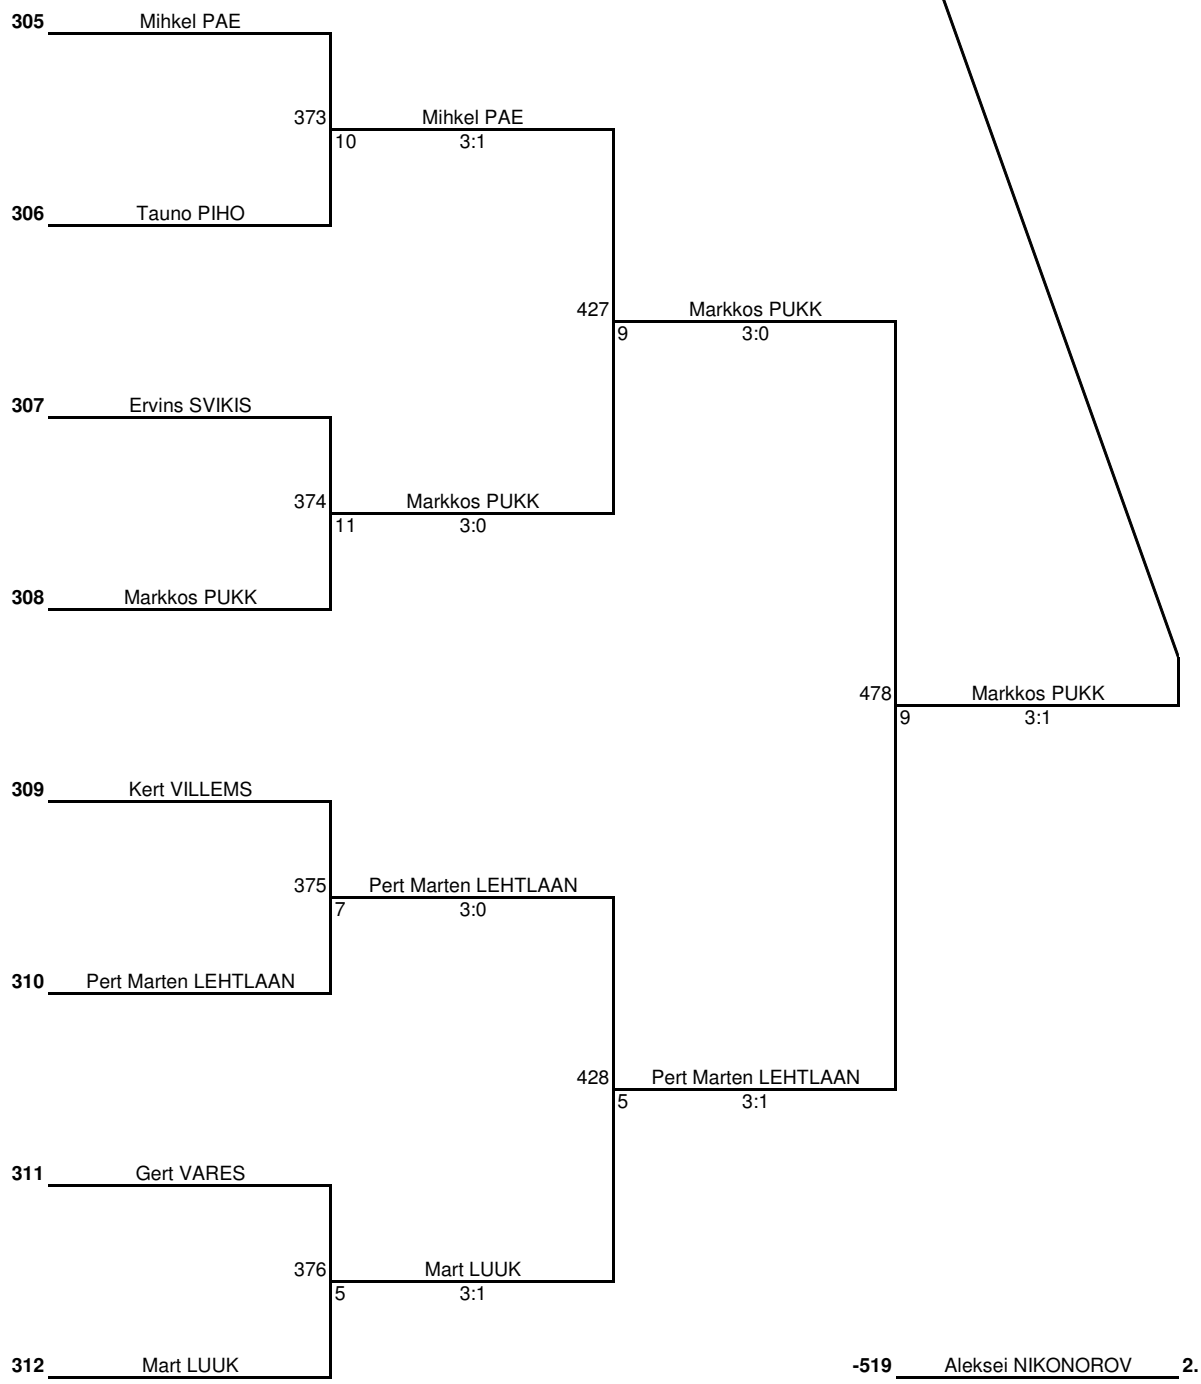 305 Mihkel PAE
373 Mihkel PAE
10 3:1
306 Tauno PIHO
427 Markkos PUKK
9 3:0
307 Ervins SVIKIS
374 Markkos PUKK
11 3:0
308 Markkos PUKK
478 Markkos PUKK
9 3:1
309 Kert VILLEMS
375 Pert Marten LEHTLAAN
7 3:0
310 Pert Marten LEHTLAAN
428 Pert Marten LEHTLAAN
5 3:1
311 Gert VARES
376 Mart LUUK
5 3:1
312 Mart LUUK
-519 Aleksei NIKONOROV 2.